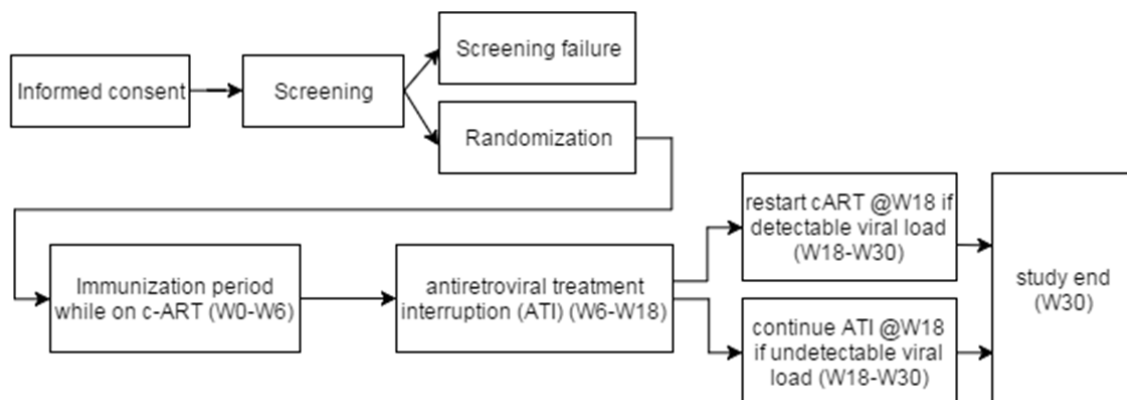 Informed consent
Screening
Screening failure
Randomization
Immunization period
while on c-ART (W0-W6)
antiretroviral treatment
interruption (ATI) (W6-W18)
restart cART @W18 if
detectable viral load
(W18-W30)
continue ATI @W18
if undetectable viral
load (W18-W30)
study end
(W30)